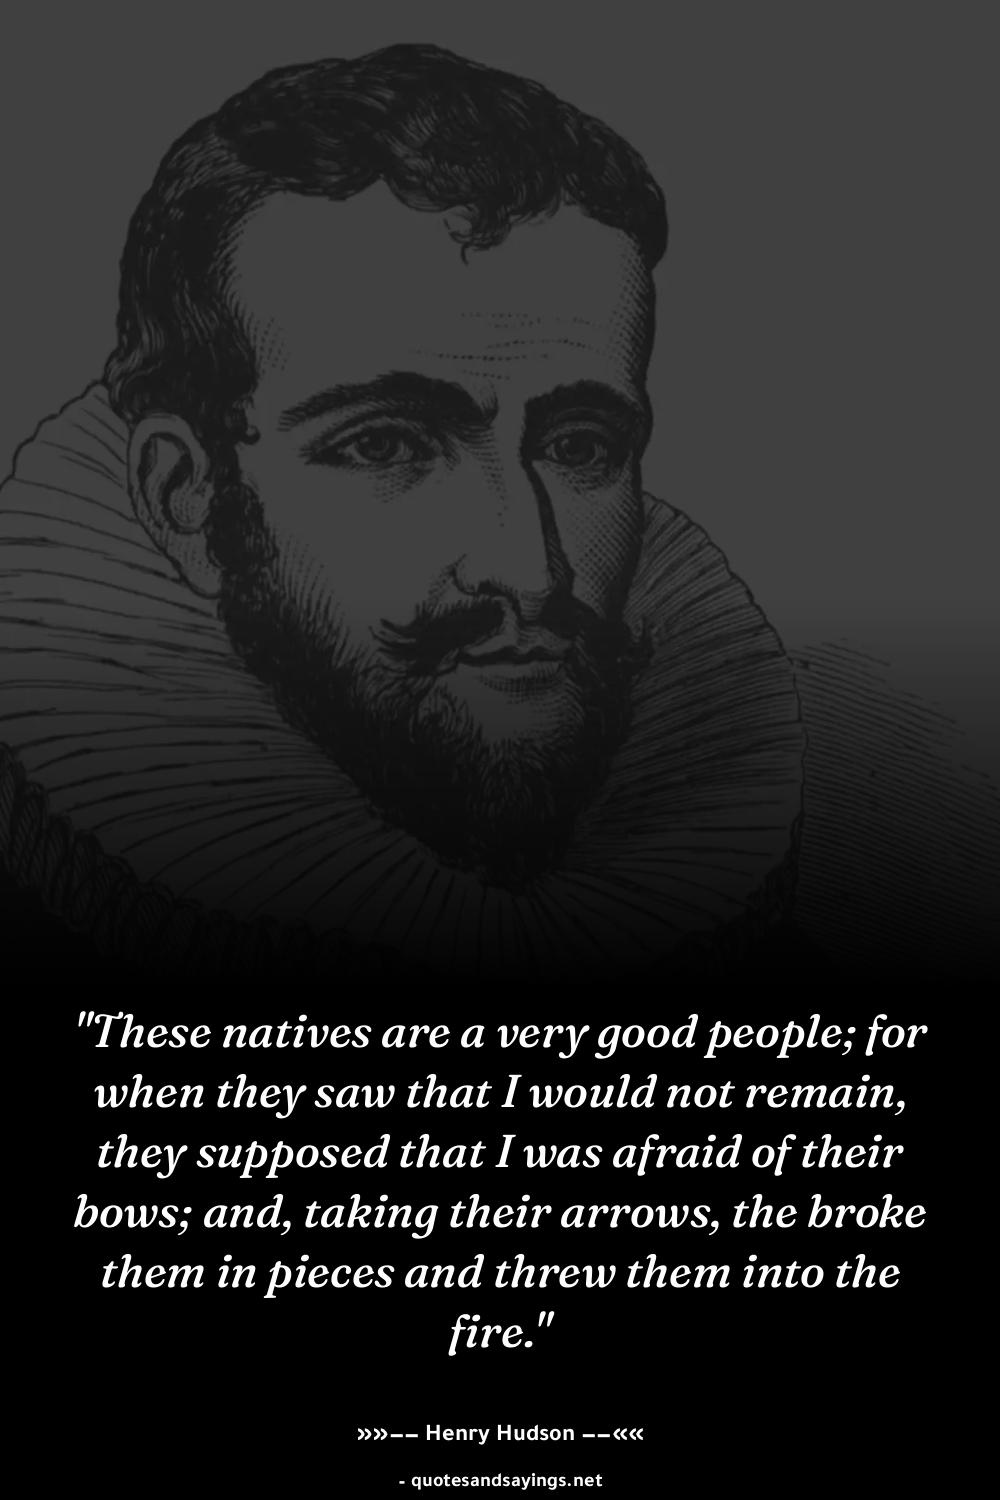 "These natives are a very good people; for
when they saw that I would not remain,
they supposed that I was afraid of their
bows; and, taking their arrows, the broke
them in pieces and threw them into the
fire."
»»–– Henry Hudson ––««
- quotesandsayings.net